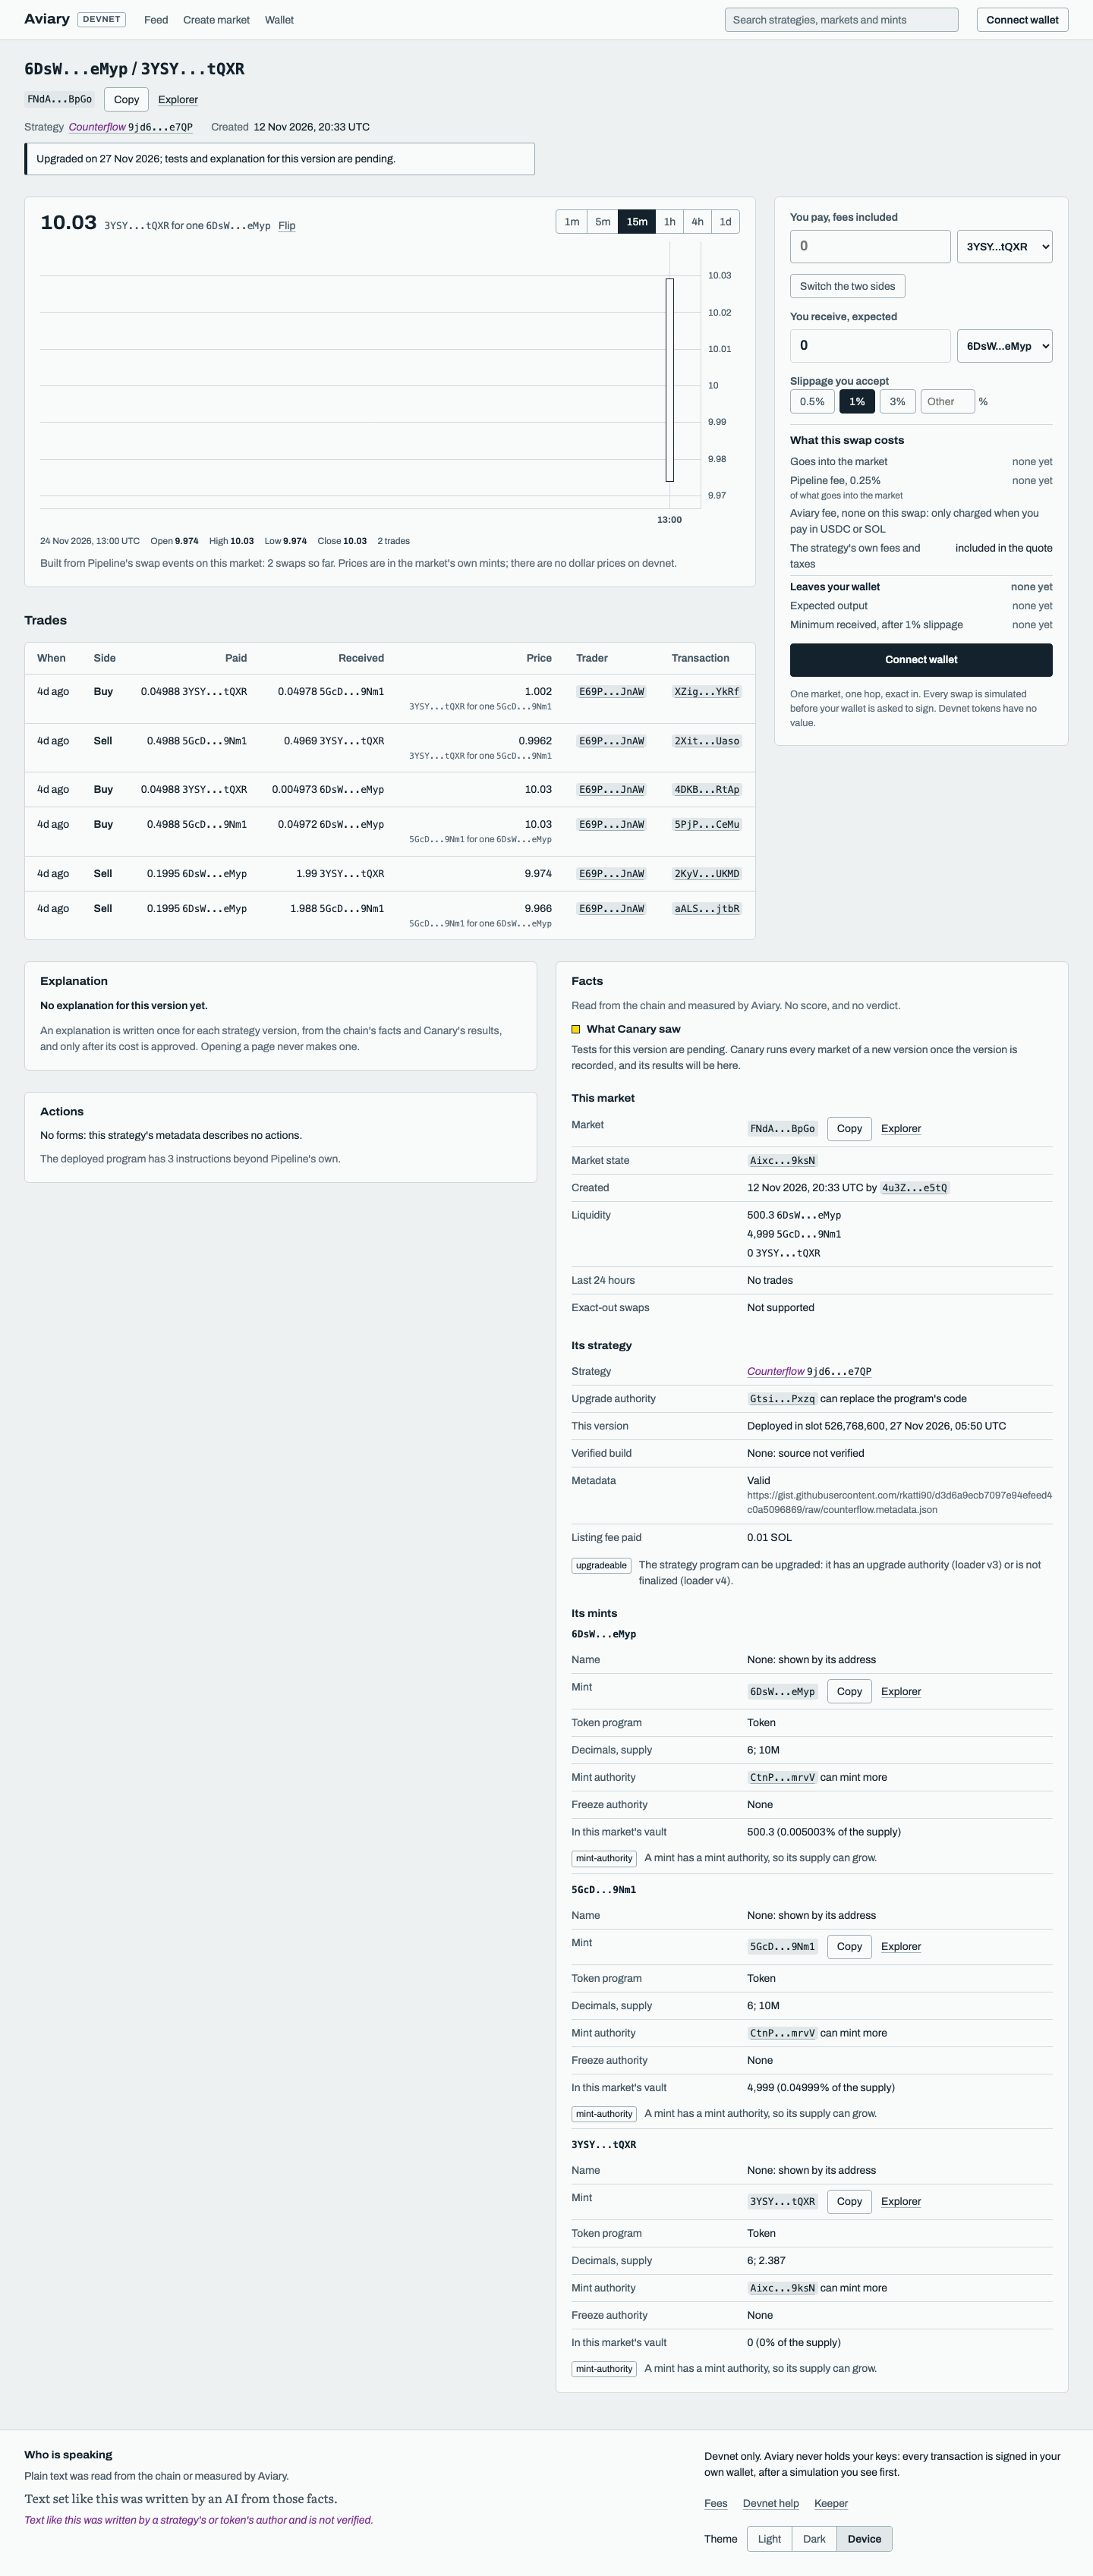 Aviary DEVNET Feed Create market Wallet Search strategies, markets and mints Connect wallet
6DsW...eMyp / 3YSY...tQXR
FNdA...BpGo Copy Explorer
Strategy Counterflow 9jd6...e7QP Created 12 Nov 2026, 20:33 UTC
Upgraded on 27 Nov 2026; tests and explanation for this version are pending.
10.03 3YSY...tQXR for one 6DsW...eMyp Flip
1m 5m 15m 1h 4h 1d
10.03
10.02
10.01
10
9.99
9.98
9.97
13:00
24 Nov 2026, 13:00 UTC Open 9.974 High 10.03 Low 9.974 Close 10.03 2 trades
Built from Pipeline's swap events on this market: 2 swaps so far. Prices are in the market's own mints; there are no dollar prices on devnet.
You pay, fees included
0 3YSY...tQXR
Switch the two sides
You receive, expected
0 6DsW...eMyp
Slippage you accept
0.5% 1% 3% Other %
What this swap costs
Goes into the market none yet
Pipeline fee, 0.25% none yet
of what goes into the market
Aviary fee, none on this swap: only charged when you
pay in USDC or SOL
The strategy's own fees and included in the quote
taxes
Leaves your wallet none yet
Expected output none yet
Minimum received, after 1% slippage none yet
Connect wallet
One market, one hop, exact in. Every swap is simulated
before your wallet is asked to sign. Devnet tokens have no
value.
Trades
When Side Paid Received Price Trader Transaction
4d ago Buy 0.04988 3YSY...tQXR 0.04978 5GcD...9Nm1 1.002 E69P...JnAW XZig...YkRf
3YSY...tQXR for one 5GcD...9Nm1
4d ago Sell 0.4988 5GcD...9Nm1 0.4969 3YSY...tQXR 0.9962 E69P...JnAW 2Xit...Uaso
3YSY...tQXR for one 5GcD...9Nm1
4d ago Buy 0.04988 3YSY...tQXR 0.004973 6DsW...eMyp 10.03 E69P...JnAW 4DKB...RtAp
4d ago Buy 0.4988 5GcD...9Nm1 0.04972 6DsW...eMyp 10.03 E69P...JnAW 5PjP...CeMu
5GcD...9Nm1 for one 6DsW...eMyp
4d ago Sell 0.1995 6DsW...eMyp 1.99 3YSY...tQXR 9.974 E69P...JnAW 2KyV...UKMD
4d ago Sell 0.1995 6DsW...eMyp 1.988 5GcD...9Nm1 9.966 E69P...JnAW aALS...jtbR
5GcD...9Nm1 for one 6DsW...eMyp
Explanation
No explanation for this version yet.
An explanation is written once for each strategy version, from the chain's facts and Canary's results,
and only after its cost is approved. Opening a page never makes one.
Actions
No forms: this strategy's metadata describes no actions.
The deployed program has 3 instructions beyond Pipeline's own.
Facts
Read from the chain and measured by Aviary. No score, and no verdict.
What Canary saw
Tests for this version are pending. Canary runs every market of a new version once the version is
recorded, and its results will be here.
This market
Market FNdA...BpGo Copy Explorer
Market state Aixc...9ksN
Created 12 Nov 2026, 20:33 UTC by 4u3Z...e5tQ
Liquidity 500.3 6DsW...eMyp
4,999 5GcD...9Nm1
0 3YSY...tQXR
Last 24 hours No trades
Exact-out swaps Not supported
Its strategy
Strategy Counterflow 9jd6...e7QP
Upgrade authority Gtsi...Pxzq can replace the program's code
This version Deployed in slot 526,768,600, 27 Nov 2026, 05:50 UTC
Verified build None: source not verified
Metadata Valid
https://gist.githubusercontent.com/rkatti90/d3d6a9ecb7097e94efeed4
c0a5096869/raw/counterflow.metadata.json
Listing fee paid 0.01 SOL
upgradeable The strategy program can be upgraded: it has an upgrade authority (loader v3) or is not
finalized (loader v4).
Its mints
6DsW...eMyp
Name None: shown by its address
Mint 6DsW...eMyp Copy Explorer
Token program Token
Decimals, supply 6; 10M
Mint authority CtnP...mrvV can mint more
Freeze authority None
In this market's vault 500.3 (0.005003% of the supply)
mint-authority A mint has a mint authority, so its supply can grow.
5GcD...9Nm1
Name None: shown by its address
Mint 5GcD...9Nm1 Copy Explorer
Token program Token
Decimals, supply 6; 10M
Mint authority CtnP...mrvV can mint more
Freeze authority None
In this market's vault 4,999 (0.04999% of the supply)
mint-authority A mint has a mint authority, so its supply can grow.
3YSY...tQXR
Name None: shown by its address
Mint 3YSY...tQXR Copy Explorer
Token program Token
Decimals, supply 6; 2.387
Mint authority Aixc...9ksN can mint more
Freeze authority None
In this market's vault 0 (0% of the supply)
mint-authority A mint has a mint authority, so its supply can grow.
Who is speaking
Plain text was read from the chain or measured by Aviary.
Text set like this was written by an AI from those facts.
Text like this was written by a strategy's or token's author and is not verified.
Devnet only. Aviary never holds your keys: every transaction is signed in your
own wallet, after a simulation you see first.
Fees Devnet help Keeper
Theme Light Dark Device